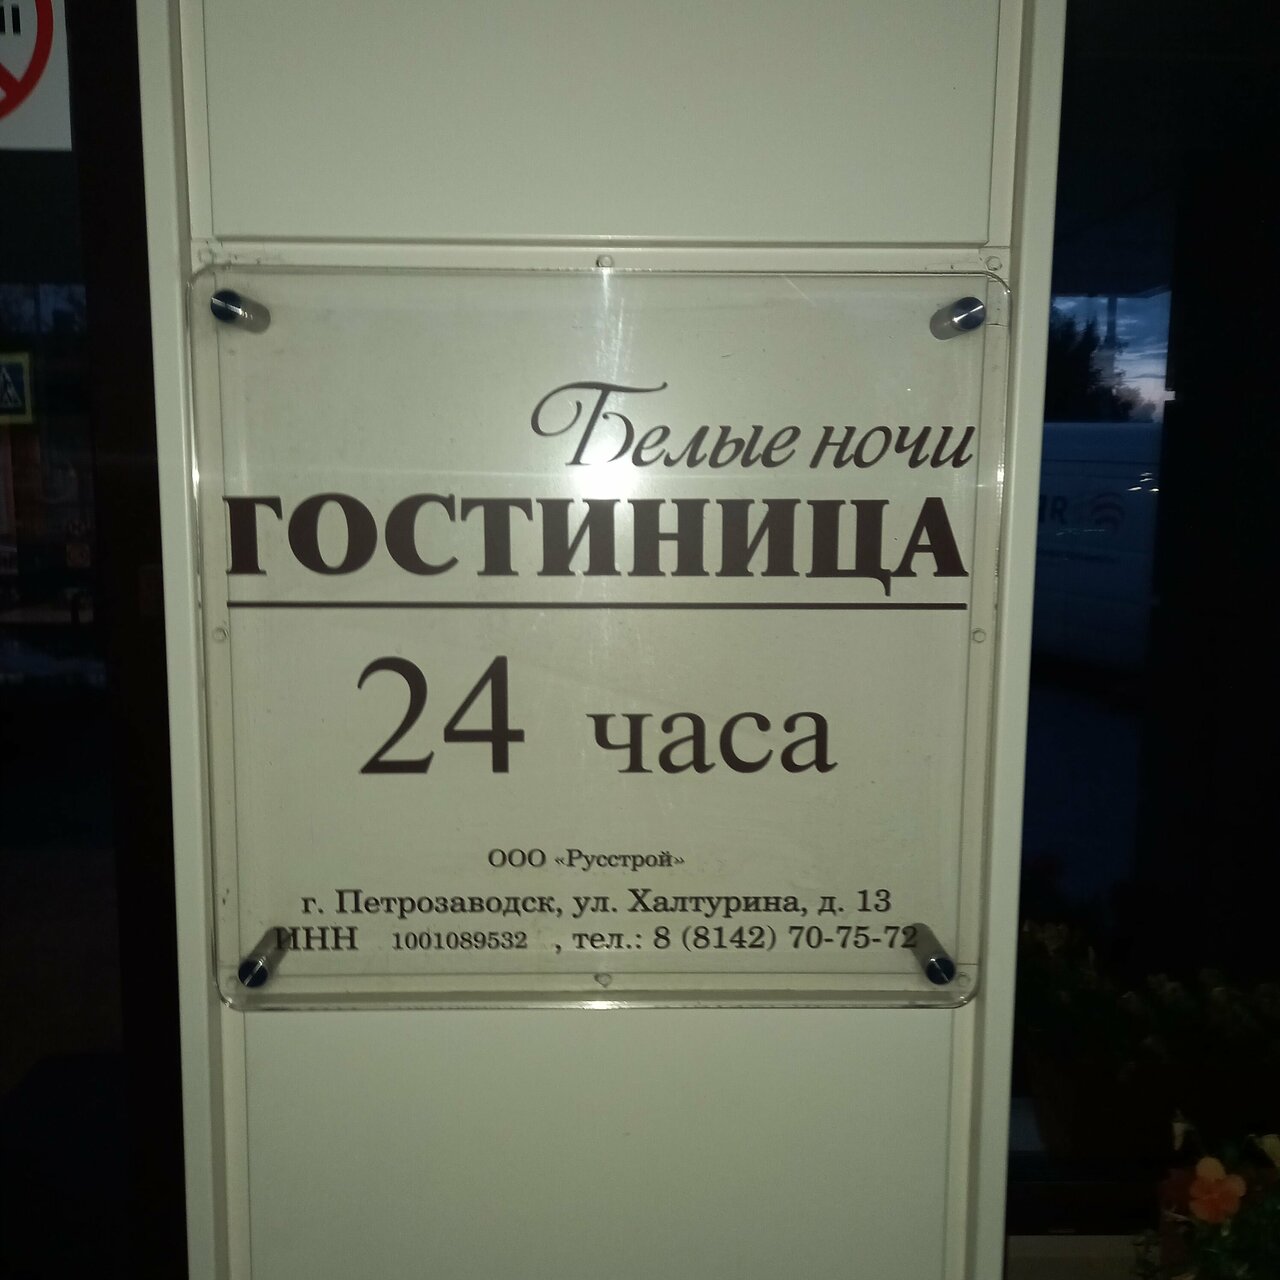 Белые ночи
ГОСТИНИЦА
24 часа
ООО «Русстрой»
г. Петрозаводск, ул. Халтурина, д. 13
ИНН 1001089532 , тел.: 8 (8142) 70-75-72